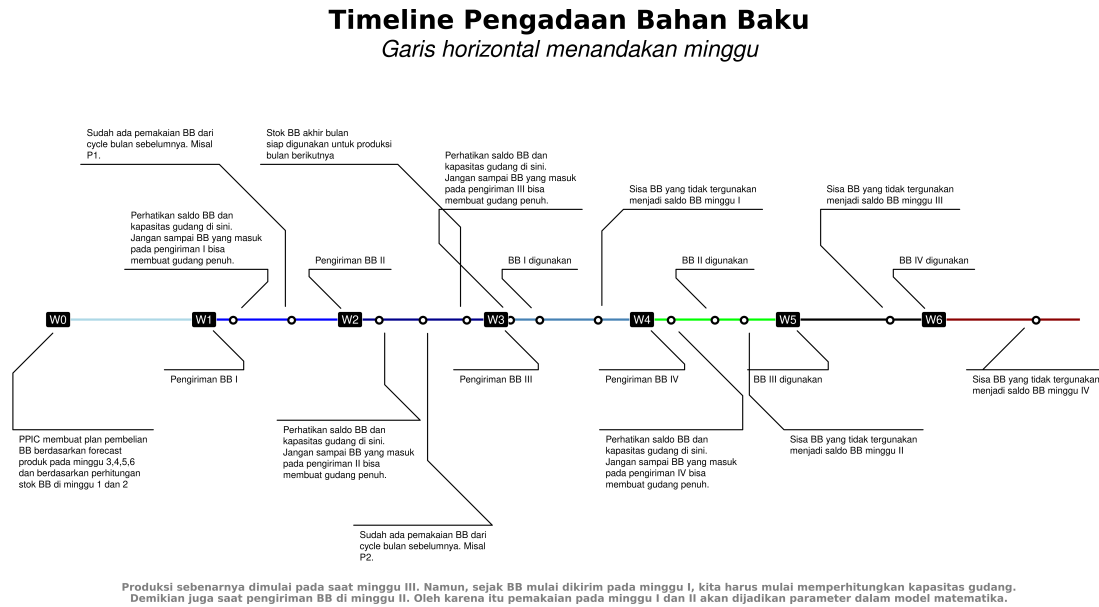 Timeline Pengadaan Bahan Baku
Garis horizontal menandakan minggu
Sudah ada pemakaian BB dari
cycle bulan sebelumnya. Misal
P1.
Stok BB akhir bulan
siap digunakan untuk produksi
bulan berikutnya
Perhatikan saldo BB dan
kapasitas gudang di sini.
Jangan sampai BB yang masuk
pada pengiriman III bisa
membuat gudang penuh.
Sisa BB yang tidak tergunakan
menjadi saldo BB minggu I
Sisa BB yang tidak tergunakan
menjadi saldo BB minggu III
Perhatikan saldo BB dan
kapasitas gudang di sini.
Jangan sampai BB yang masuk
pada pengiriman I bisa
membuat gudang penuh.
Pengiriman BB II
BB I digunakan
BB II digunakan
BB IV digunakan
W0
W1
W2
W3
W4
W5
W6
Pengiriman BB I
Pengiriman BB III
Pengiriman BB IV
BB III digunakan
Sisa BB yang tidak tergunakan
menjadi saldo BB minggu IV
PPIC membuat plan pembelian
BB berdasarkan forecast
produk pada minggu 3,4,5,6
dan berdasarkan perhitungan
stok BB di minggu 1 dan 2
Perhatikan saldo BB dan
kapasitas gudang di sini.
Jangan sampai BB yang masuk
pada pengiriman II bisa
membuat gudang penuh.
Perhatikan saldo BB dan
kapasitas gudang di sini.
Jangan sampai BB yang masuk
pada pengiriman IV bisa
membuat gudang penuh.
Sisa BB yang tidak tergunakan
menjadi saldo BB minggu II
Sudah ada pemakaian BB dari
cycle bulan sebelumnya. Misal
P2.
Produksi sebenarnya dimulai pada saat minggu III. Namun, sejak BB mulai dikirim pada minggu I, kita harus mulai memperhitungkan kapasitas gudang.
Demikian juga saat pengiriman BB di minggu II. Oleh karena itu pemakaian pada minggu I dan II akan dijadikan parameter dalam model matematika.